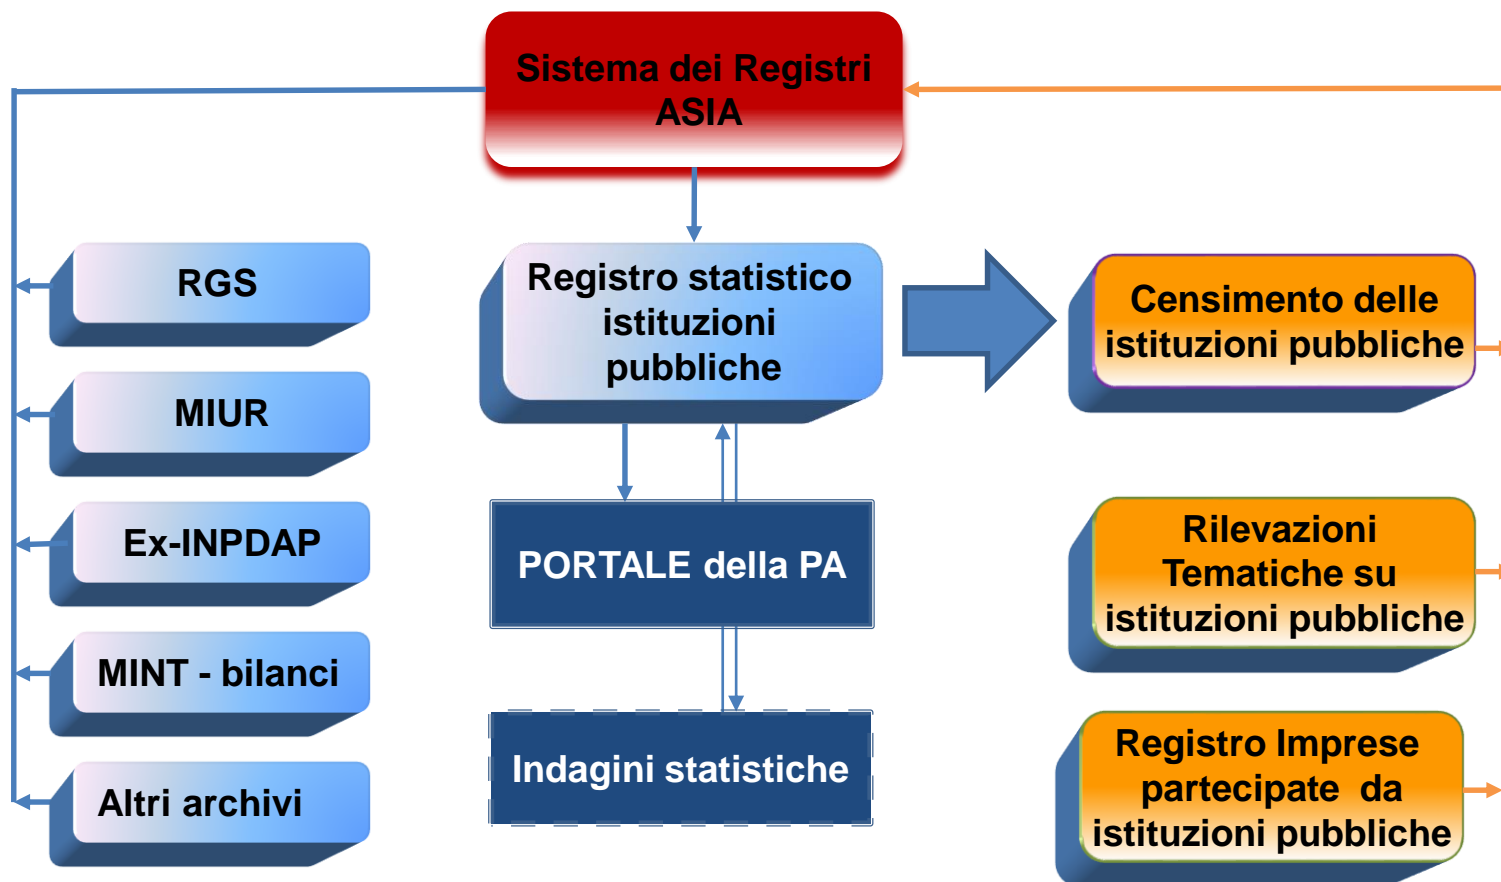 Sistema dei Registri
ASIA
RGS
MIUR
Ex-INPDAP
MINT - bilanci
Altri archivi
Registro statistico
istituzioni
pubbliche
PORTALE della PA
Indagini statistiche
Censimento delle
istituzioni pubbliche
Rilevazioni
Tematiche su
istituzioni pubbliche
Registro Imprese
partecipate da
istituzioni pubbliche